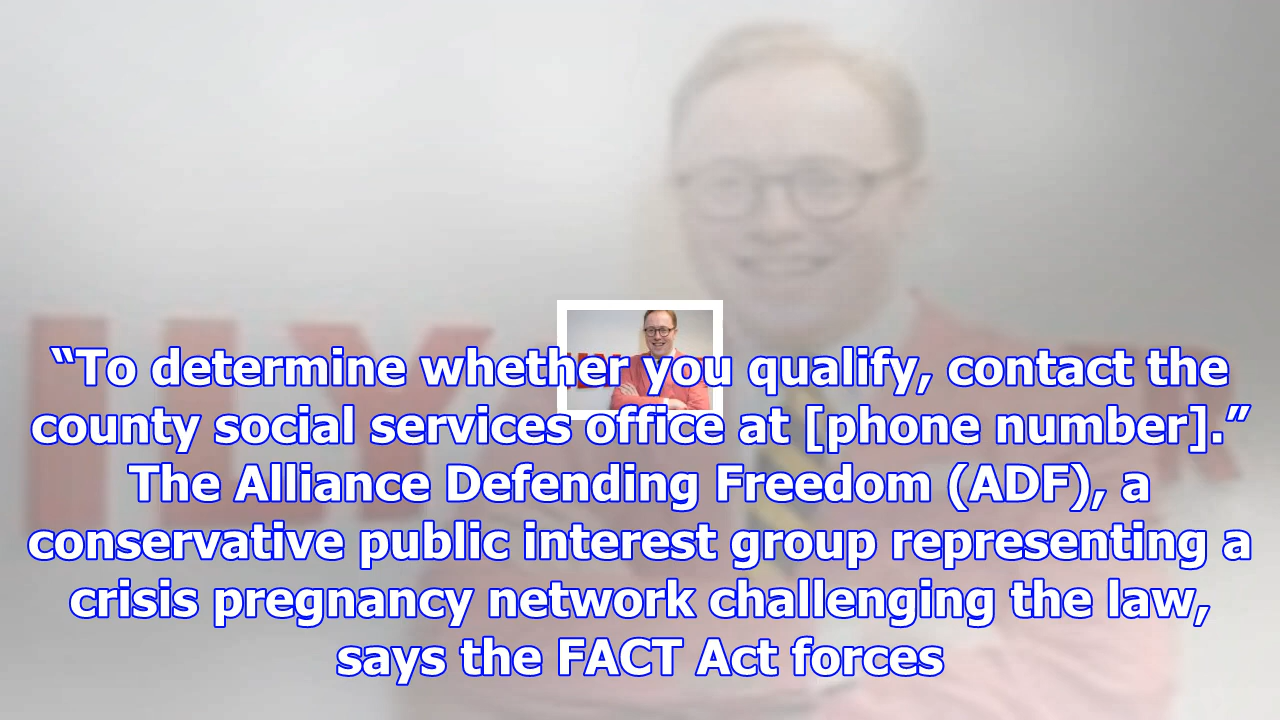 ILY
“To determine whether you qualify, contact the
county social services office at [phone number].”
The Alliance Defending Freedom (ADF), a
conservative public interest group representing a
crisis pregnancy network challenging the law,
says the FACT Act forces